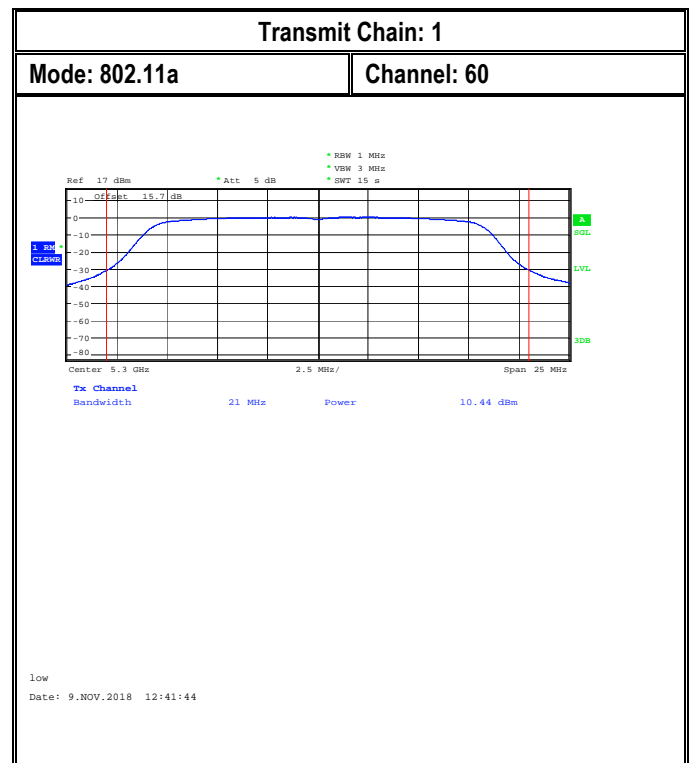 Transmit Chain: 1
Mode: 802.11a Channel: 60
* RBW 1 MHz
* VBW 3 MHz
Ref 17 dBm * Att 5 dB * SWT 15 s
Offset 15.7 dB
10
0
-10
-20
-30
-40
-50
-60
-70
-80
1 RM *
CLRWR
A
SGL
LVL
3DB
Center 5.3 GHz 2.5 MHz/ Span 25 MHz
Tx Channel
Bandwidth 21 MHz Power 10.44 dBm
low
Date: 9.NOV.2018 12:41:44